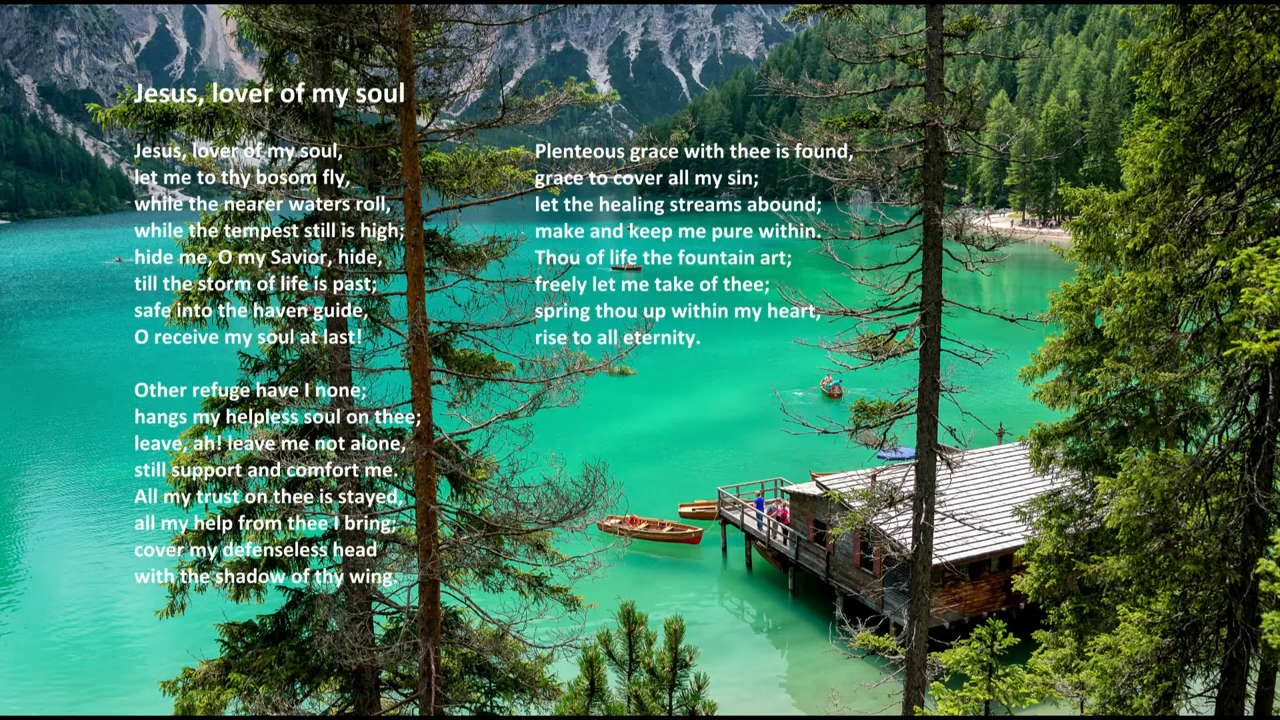 Jesus, lover of my soul
Jesus, lover of my soul,
let me to thy bosom fly,
while the nearer waters roll,
while the tempest still is high;
hide me, O my Savior, hide,
till the storm of life is past;
safe into the haven guide,
O receive my soul at last!
Other refuge have I none;
hangs my helpless soul on thee;
leave, ah! leave me not alone,
still support and comfort me.
All my trust on thee is stayed,
all my help from thee I bring;
cover my defenseless head
with the shadow of thy wing.
Plenteous grace with thee is found,
grace to cover all my sin;
let the healing streams abound;
make and keep me pure within.
Thou of life the fountain art;
freely let me take of thee;
spring thou up within my heart,
rise to all eternity.